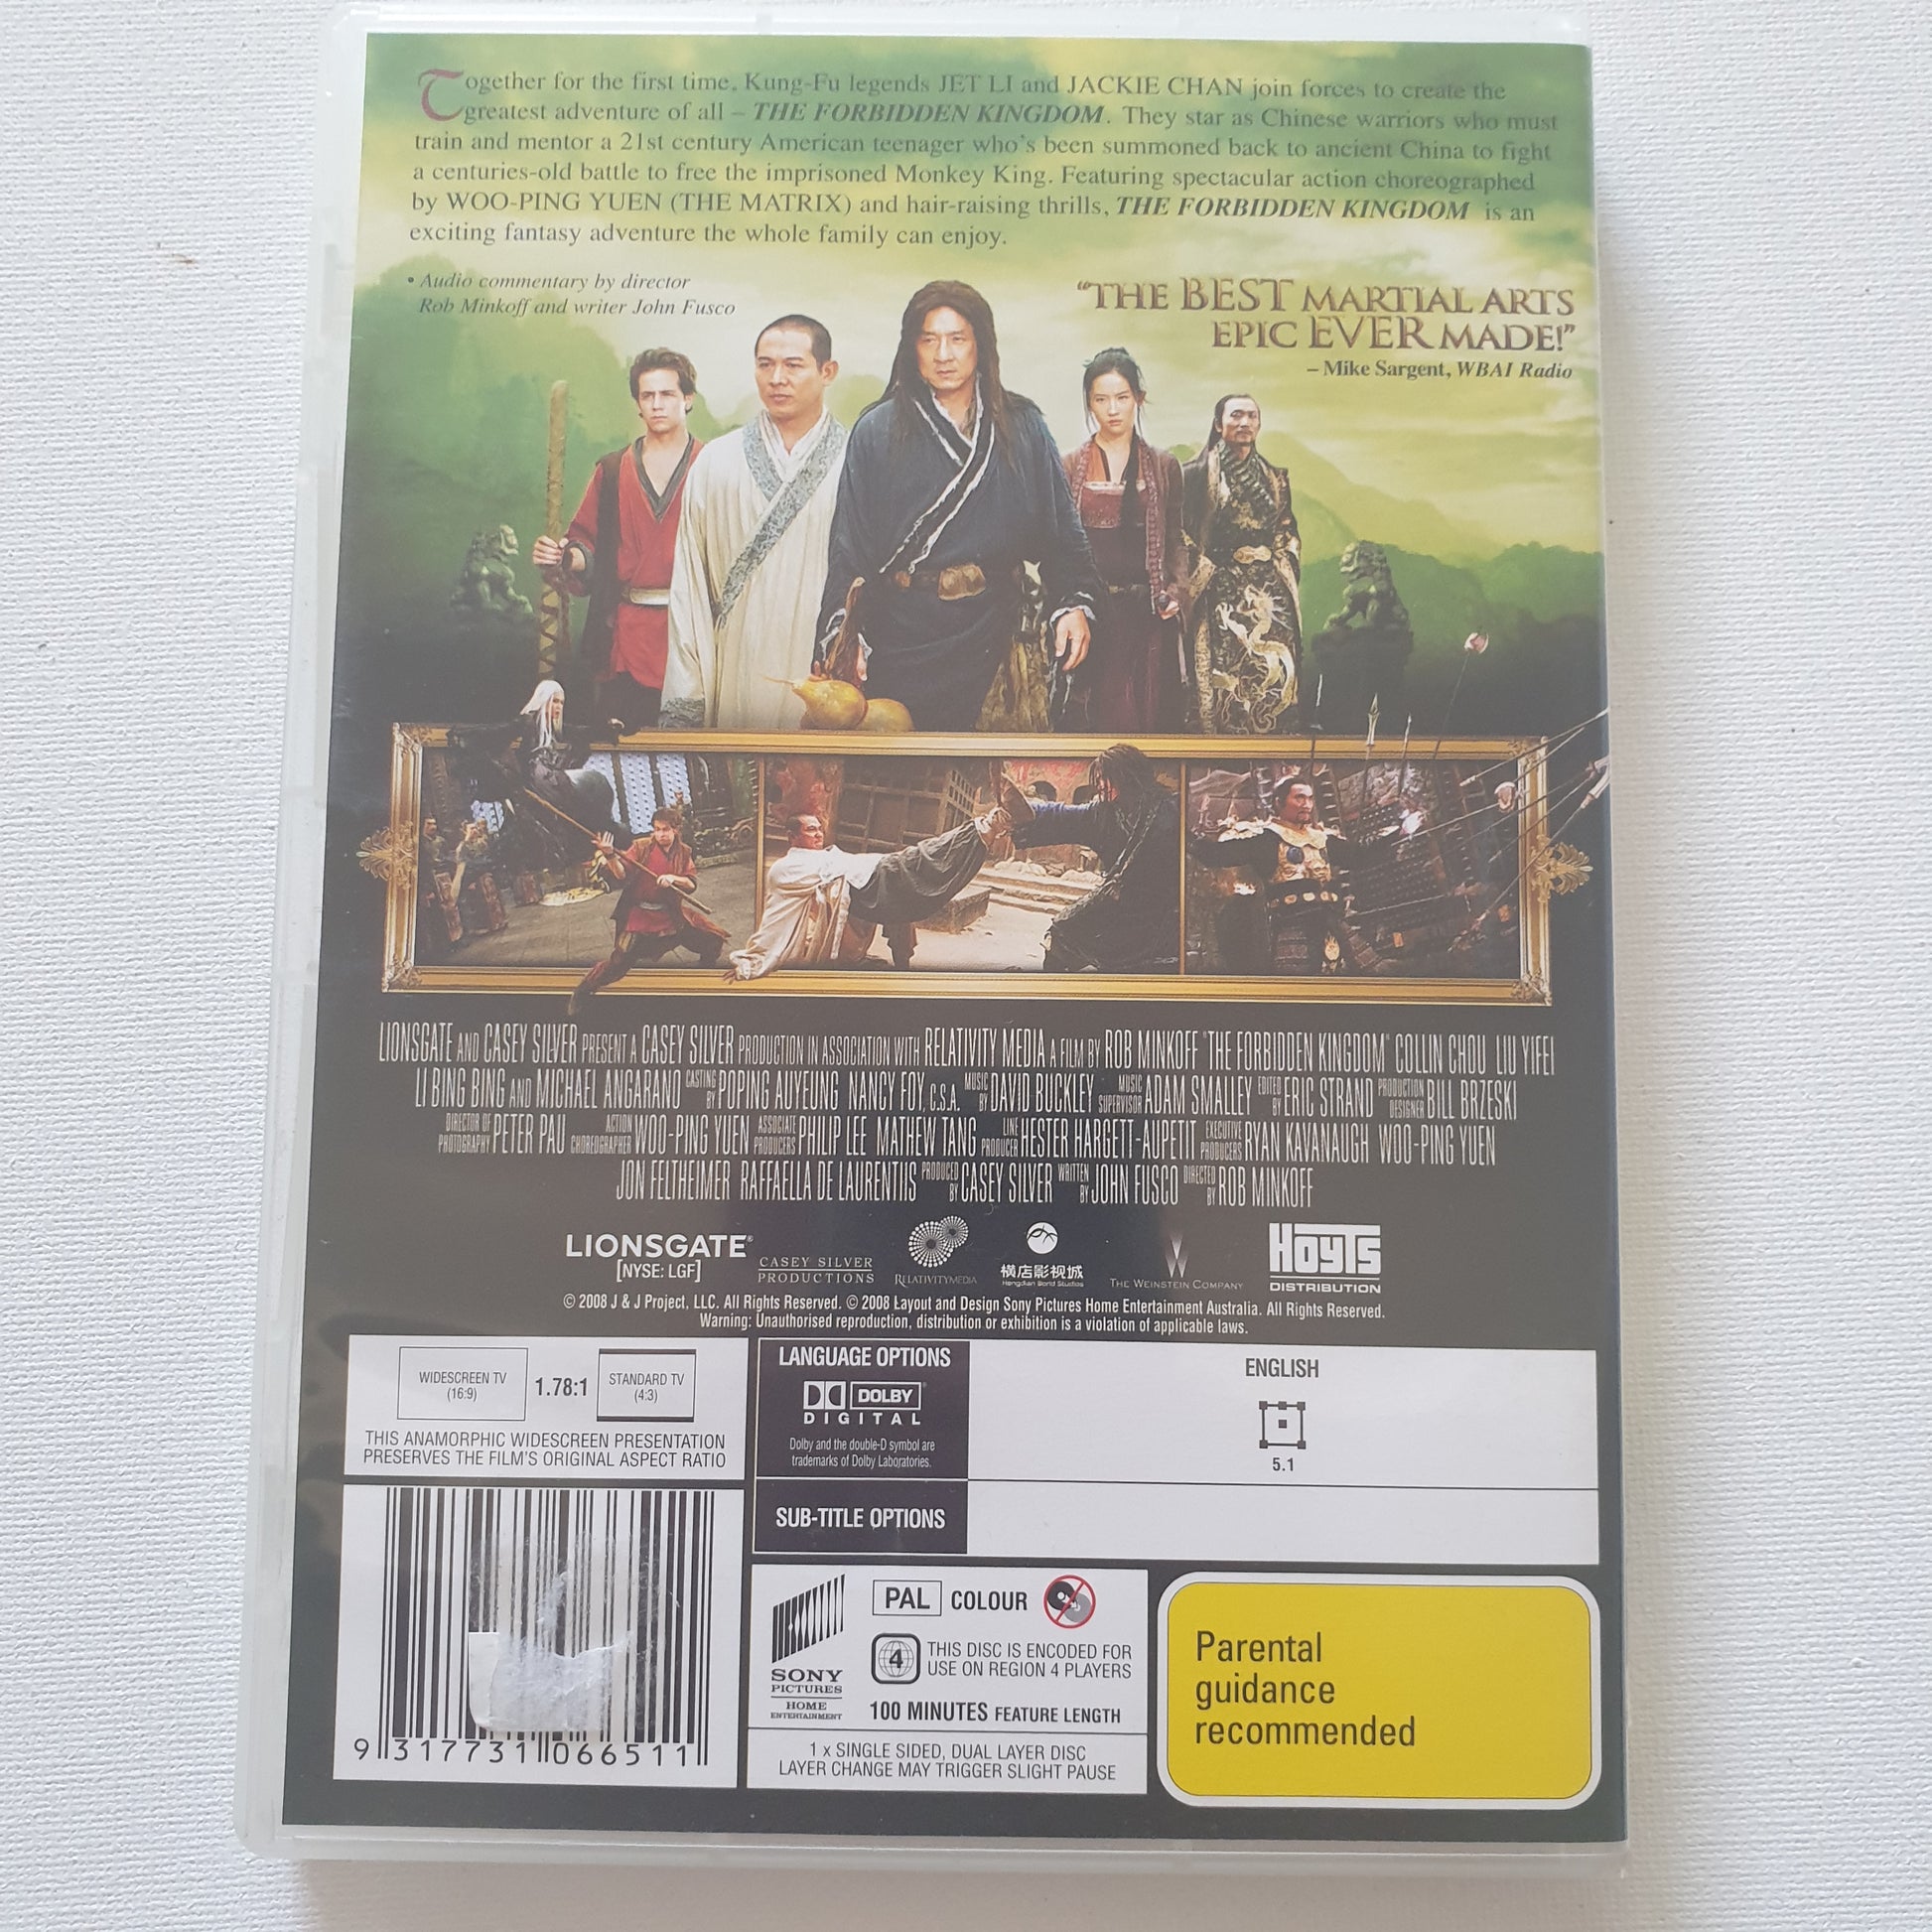 Together for the first time, Kung-Fu legends JET LI and JACKIE CHAN join forces to create the
greatest adventure of all – THE FORBIDDEN KINGDOM. They star as Chinese warriors who must
train and mentor a 21st century American teenager who's been summoned back to ancient China to fight
a centuries-old battle to free the imprisoned Monkey King. Featuring spectacular action choreographed
by WOO-PING YUEN (THE MATRIX) and hair-raising thrills, THE FORBIDDEN KINGDOM is an
exciting fantasy adventure the whole family can enjoy.
• Audio commentary by director
Rob Minkoff and writer John Fusco
"THE BEST MARTIAL ARTS
EPIC EVER MADE!"
– Mike Sargent, WBAI Radio
LIONSGATE AND CASEY SILVER PRESENT A CASEY SILVER PRODUCTION IN ASSOCIATION WITH RELATIVITY MEDIA A FILM BY ROB MINKOFF "THE FORBIDDEN KINGDOM" COLLIN CHOU LIU YIFEI
LI BING BING AND MICHAEL ANGARANO CASTING BY POPING AUYEUNG NANCY FOY, C.S.A. MUSIC BY DAVID BUCKLEY MUSIC SUPERVISOR ADAM SMALLEY EDITED BY ERIC STRAND PRODUCTION DESIGNER BILL BRZESKI
DIRECTOR OF PHOTOGRAPHY PETER PAU ACTION CHOREOGRAPHER WOO-PING YUEN ASSOCIATE PRODUCERS PHILIP LEE MATHEW TANG LINE PRODUCER HESTER HARGETT-AUPETIT EXECUTIVE PRODUCERS RYAN KAVANAUGH WOO-PING YUEN
JON FELTHEIMER RAFFAELLA DE LAURENTIIS PRODUCED BY CASEY SILVER WRITTEN BY JOHN FUSCO DIRECTED BY ROB MINKOFF
LIONSGATE®
[NYSE: LGF]
CASEY SILVER
PRODUCTIONS
RELATIVITYMEDIA
横店影视城
Hengdian World Studios
THE WEINSTEIN COMPANY
HOYTS
DISTRIBUTION
© 2008 J & J Project, LLC. All Rights Reserved. © 2008 Layout and Design Sony Pictures Home Entertainment Australia. All Rights Reserved.
Warning: Unauthorised reproduction, distribution or exhibition is a violation of applicable laws.
WIDESCREEN TV
(16:9)
1.78:1
STANDARD TV
(4:3)
THIS ANAMORPHIC WIDESCREEN PRESENTATION
PRESERVES THE FILM'S ORIGINAL ASPECT RATIO
LANGUAGE OPTIONS
DOLBY
DIGITAL
Dolby and the double-D symbol are
trademarks of Dolby Laboratories.
ENGLISH
5.1
SUB-TITLE OPTIONS
9 317731 066511
SONY
PICTURES
HOME
ENTERTAINMENT
PAL COLOUR
4
THIS DISC IS ENCODED FOR
USE ON REGION 4 PLAYERS
100 MINUTES FEATURE LENGTH
1 x SINGLE SIDED, DUAL LAYER DISC
LAYER CHANGE MAY TRIGGER SLIGHT PAUSE
Parental
guidance
recommended